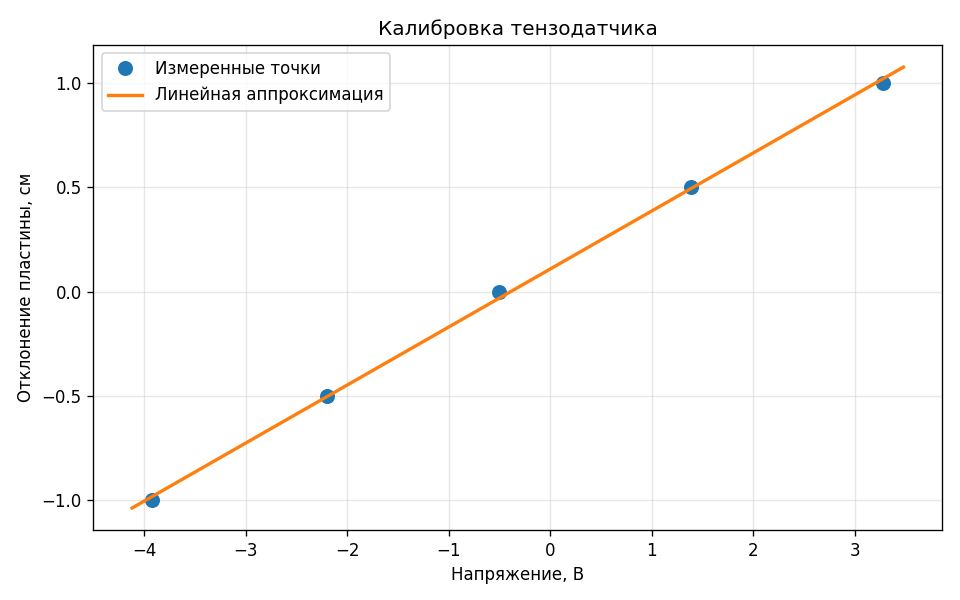 Калибровка тензодатчика
Измеренные точки
Линейная аппроксимация
Отклонение пластины, см
1.0
0.5
0.0
−0.5
−1.0
−4 −3 −2 −1 0 1 2 3
Напряжение, В